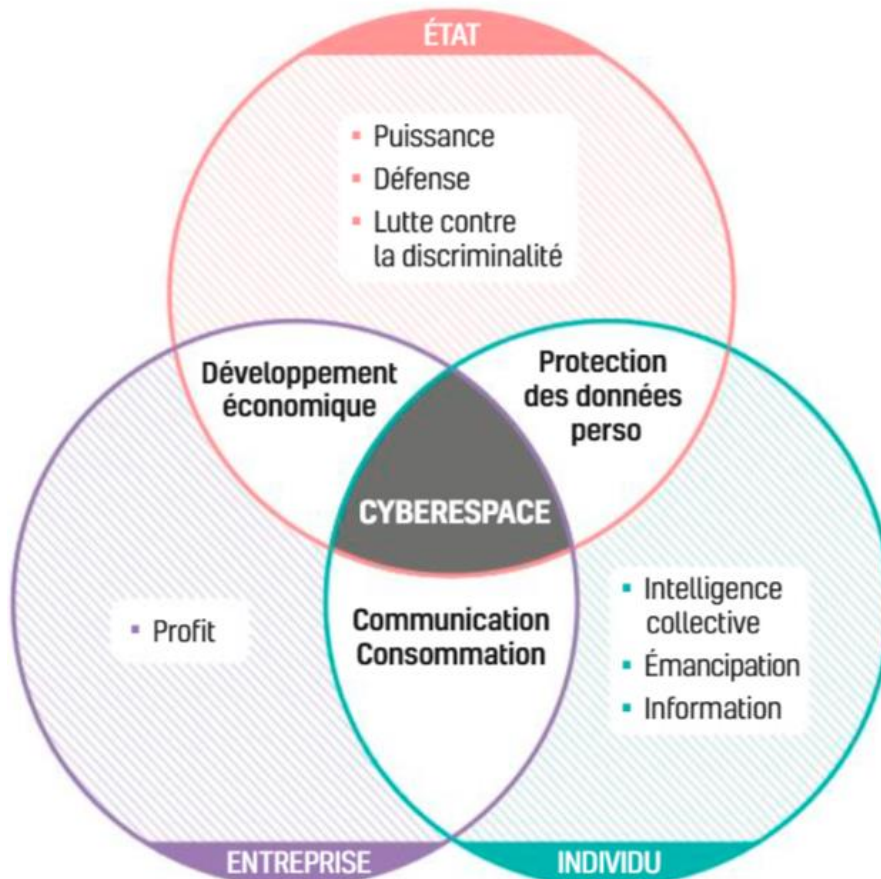 ÉTAT
Puissance
Défense
Lutte contre
la discriminalité
Développement
économique
Protection
des données
perso
CYBERESPACE
Profit
Communication
Consommation
Intelligence
collective
Émancipation
Information
ENTREPRISE
INDIVIDU